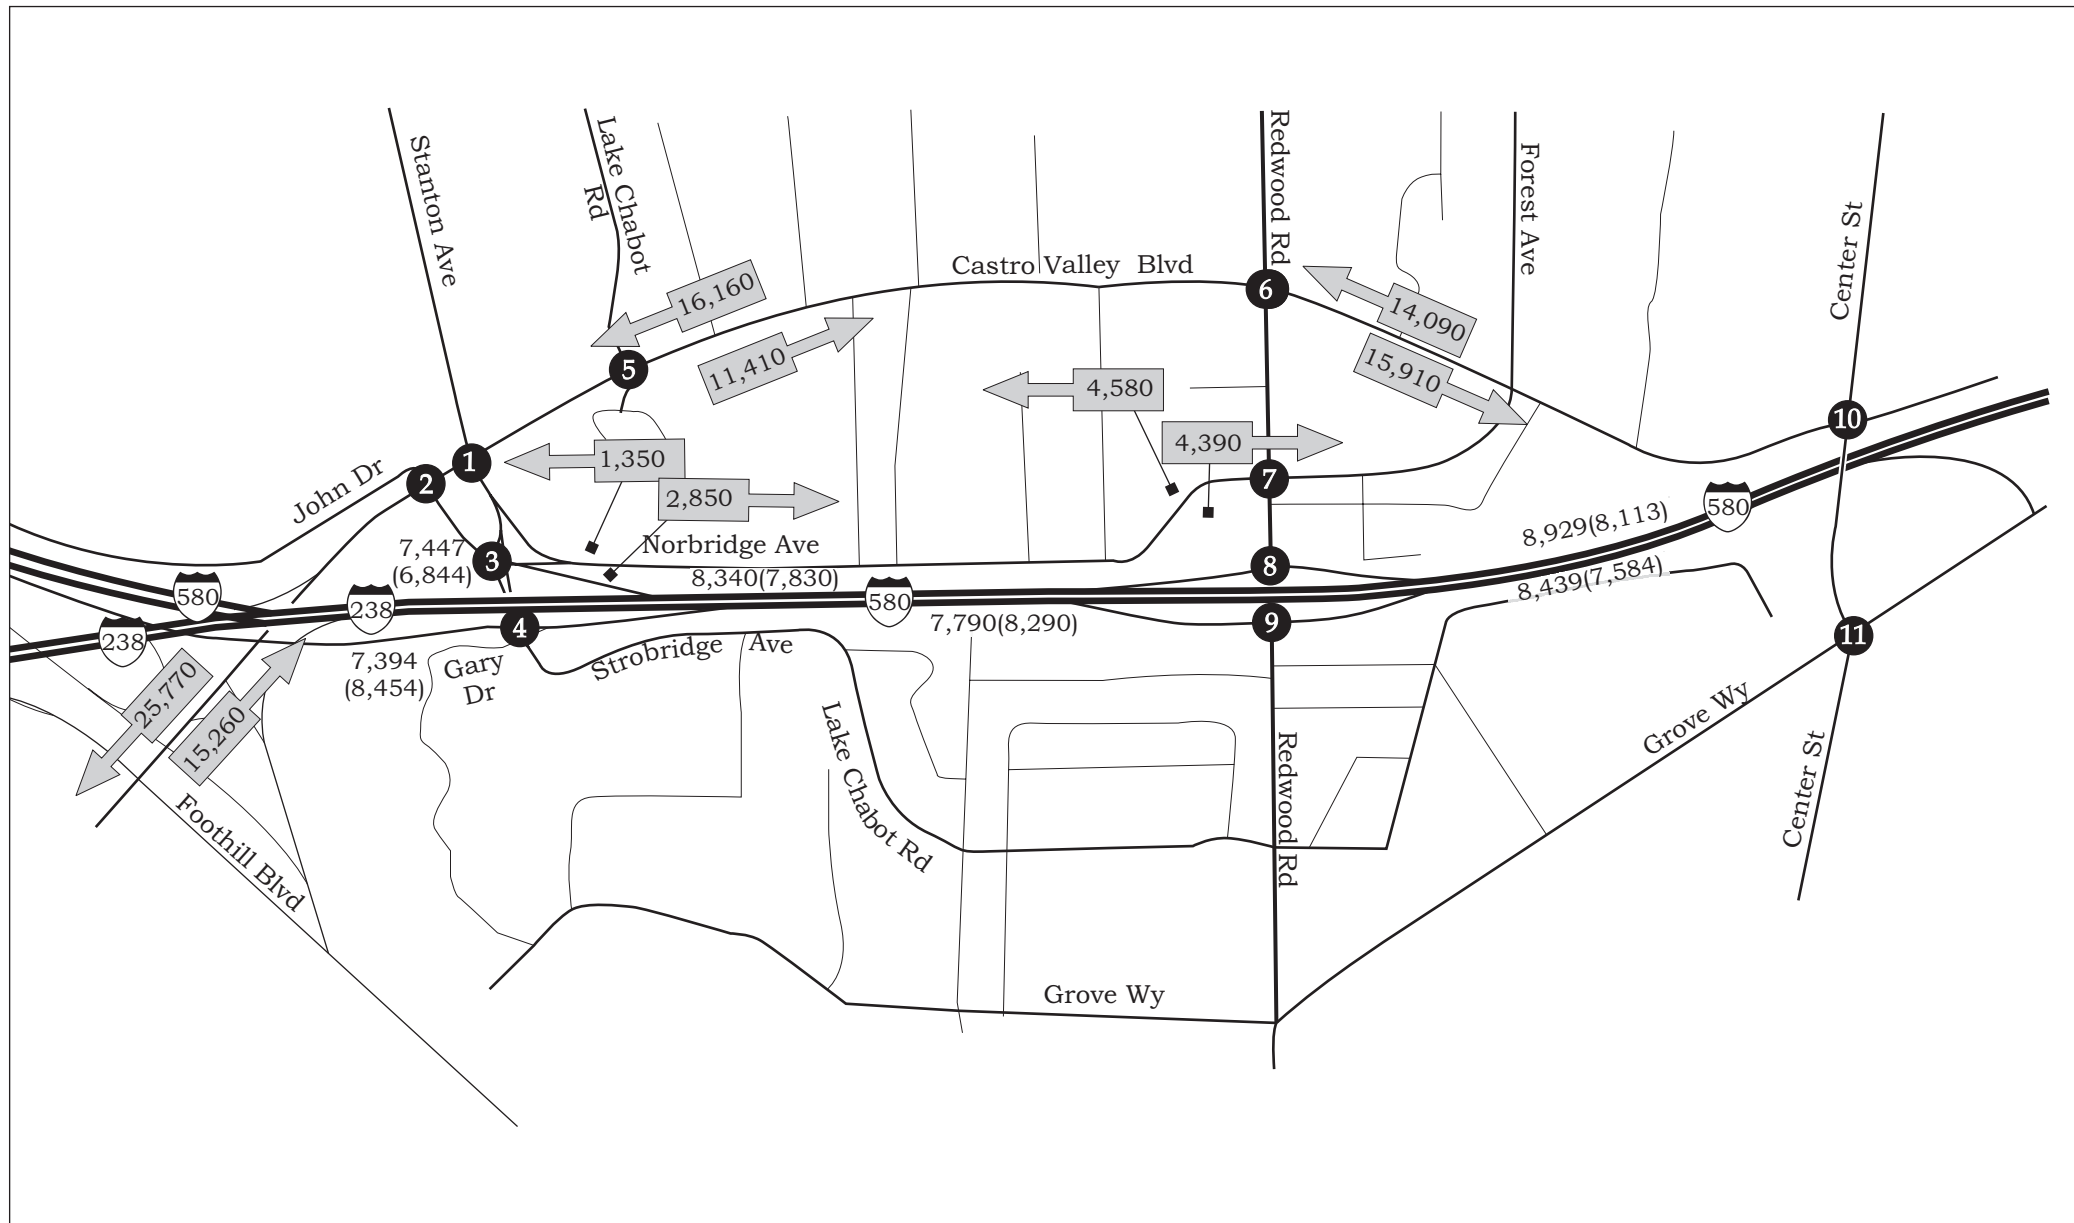 Stanton Ave
Lake Chabot
Rd
Redwood Rd
Forest Ave
Center St
Castro Valley Blvd
16,160
6
14,090
11,410
5
15,910
4,580
10
4,390
John Dr
1
2
1,350
7
2,850
580
8,929(8,113)
7,447
(6,844)
3
Norbridge Ave
8,340(7,830)
8
8,439(7,584)
580
238
580
238
4
7,790(8,290)
9
11
7,394
(8,454)
Gary
Dr
Strobridge Ave
25,770
15,260
Lake Chabot Rd
Redwood Rd
Grove Wy
Center St
Foothill Blvd
Grove Wy